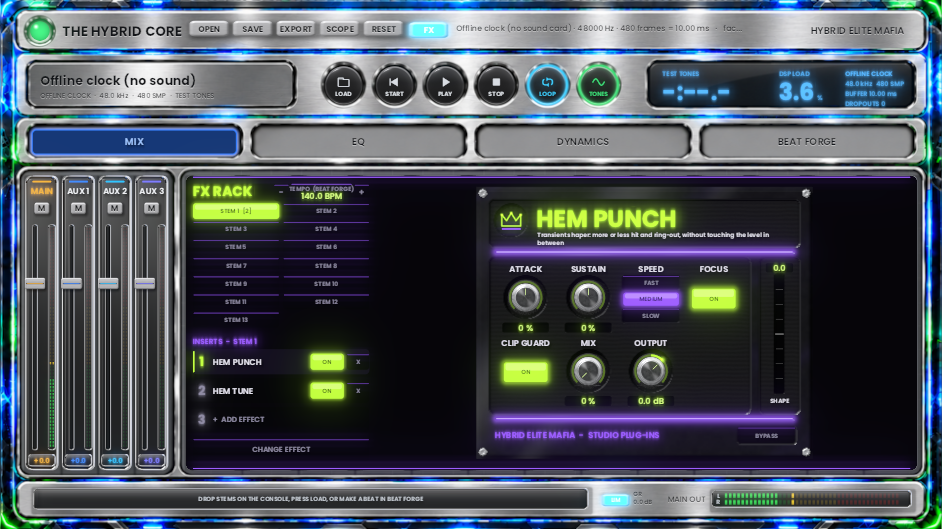 THE HYBRID CORE
OPEN
SAVE
EXPORT
SCOPE
RESET
FX
Offline clock (no sound card) · 48000 Hz · 480 frames = 10.00 ms · fac...
HYBRID ELITE MAFIA
Offline clock (no sound)
OFFLINE CLOCK · 48.0 kHz · 480 SMP · TEST TONES
LOAD
START
PLAY
STOP
LOOP
TONES
TEST TONES
-:--.-
DSP LOAD
3.6 %
OFFLINE CLOCK
48.0 kHz 480 SMP
BUFFER 10.00 ms
DROPOUTS 0
MIX
EQ
DYNAMICS
BEAT FORGE
MAIN
AUX 1
AUX 2
AUX 3
M
M
M
M
+0.0
+0.0
+0.0
+0.0
FX RACK
TEMPO (BEAT FORGE)
- 140.0 BPM +
STEM 1 [2]
STEM 2
STEM 3
STEM 4
STEM 5
STEM 6
STEM 7
STEM 8
STEM 9
STEM 10
STEM 11
STEM 12
STEM 13
INSERTS - STEM 1
1 HEM PUNCH ON X
2 HEM TUNE ON X
3 + ADD EFFECT
CHANGE EFFECT
HEM PUNCH
Transient shaper: more or less hit and ring-out, without touching the level in
between
ATTACK
0 %
SUSTAIN
0 %
SPEED
FAST
MEDIUM
SLOW
FOCUS
ON
CLIP GUARD
ON
MIX
0 %
OUTPUT
0.0 dB
0.0
SHAPE
HYBRID ELITE MAFIA - STUDIO PLUG-INS
BYPASS
DROP STEMS ON THE CONSOLE, PRESS LOAD, OR MAKE A BEAT IN BEAT FORGE
GR
0.0 dB
MAIN OUT
L
R